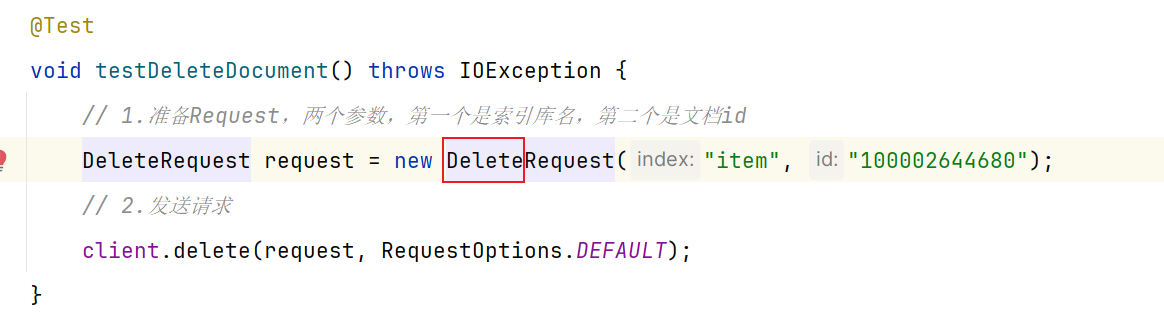 @Test
void testDeleteDocument() throws IOException {
// 1.准备Request，两个参数，第一个是索引库名，第二个是文档id
DeleteRequest request = new DeleteRequest( index: "item", id: "100002644680");
// 2.发送请求
client.delete(request, RequestOptions.DEFAULT);
}